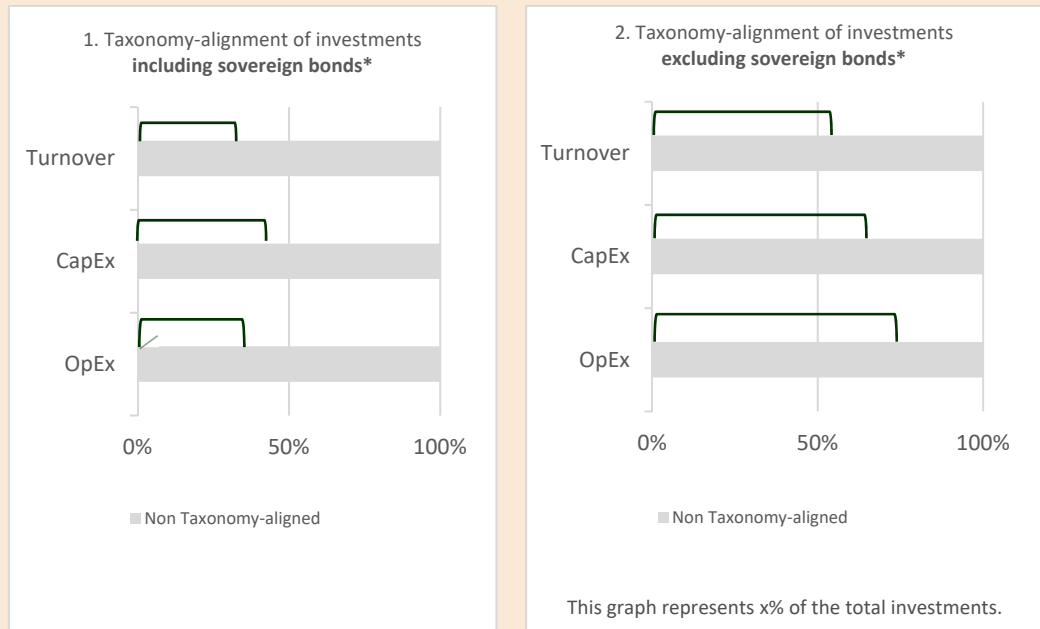 1. Taxonomy-alignment of investments
including sovereign bonds*
Turnover
CapEx
OpEx
0%
50%
100%
Non Taxonomy-aligned
2. Taxonomy-alignment of investments
excluding sovereign bonds*
Turnover
CapEx
OpEx
0%
50%
100%
Non Taxonomy-aligned
This graph represents x% of the total investments.